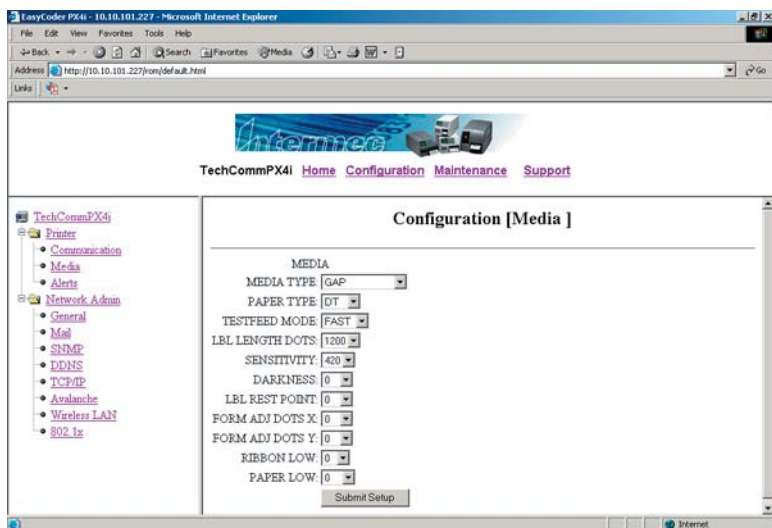 EasyCoder PX4i - 10.10.101.227 - Microsoft Internet Explorer
File Edit View Favorites Tools Help
Back Search Favorites Media
Address http://10.10.101.227/rom/default.html Go
Links
Intermec
TechCommPX4i Home Configuration Maintenance Support
TechCommPX4i
Printer
Communication
Media
Alerts
Network Admin
General
Mail
SNMP
DDNS
TCP/IP
Avalanche
Wireless LAN
802.1x
Configuration [Media ]
MEDIA
MEDIA TYPE: GAP
PAPER TYPE: DT
TESTFEED MODE: FAST
LBL LENGTH DOTS: 1200
SENSITIVITY: 420
DARKNESS: 0
LBL REST POINT: 0
FORM ADJ DOTS X: 0
FORM ADJ DOTS Y: 0
RIBBON LOW: 0
PAPER LOW: 0
Submit Setup
Internet